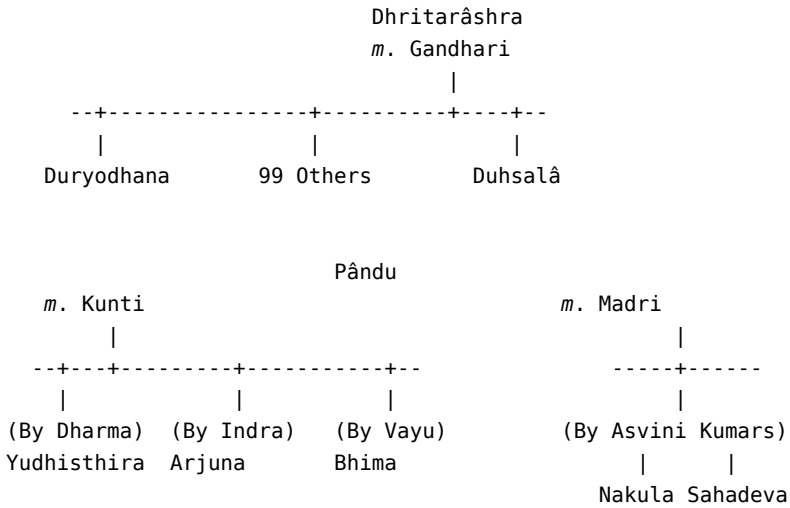 Dhritarâshra
m. Gandhari
|
--+----------------+----------+----+--
| | |
Duryodhana 99 Others Duhsalâ
Pându
m. Kunti m. Madri
| |
--+---+---------+-----------+-- -----+------
| | | |
(By Dharma) (By Indra) (By Vayu) (By Asvini Kumars)
Yudhisthira Arjuna Bhima | |
Nakula Sahadeva